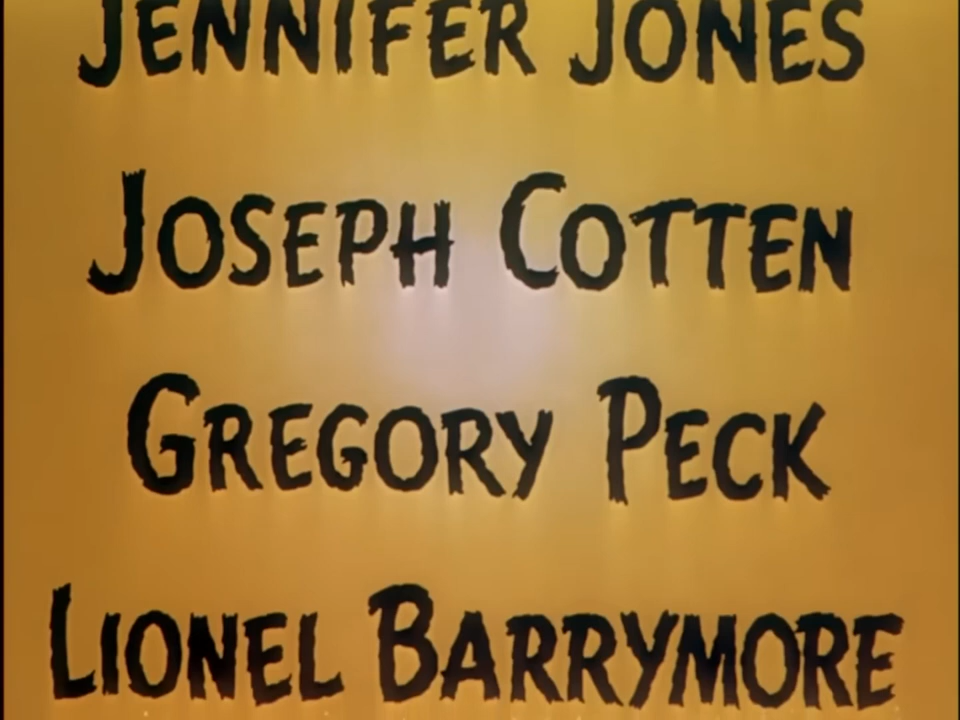 JENNIFER JONES
JOSEPH COTTEN
GREGORY PECK
LIONEL BARRYMORE